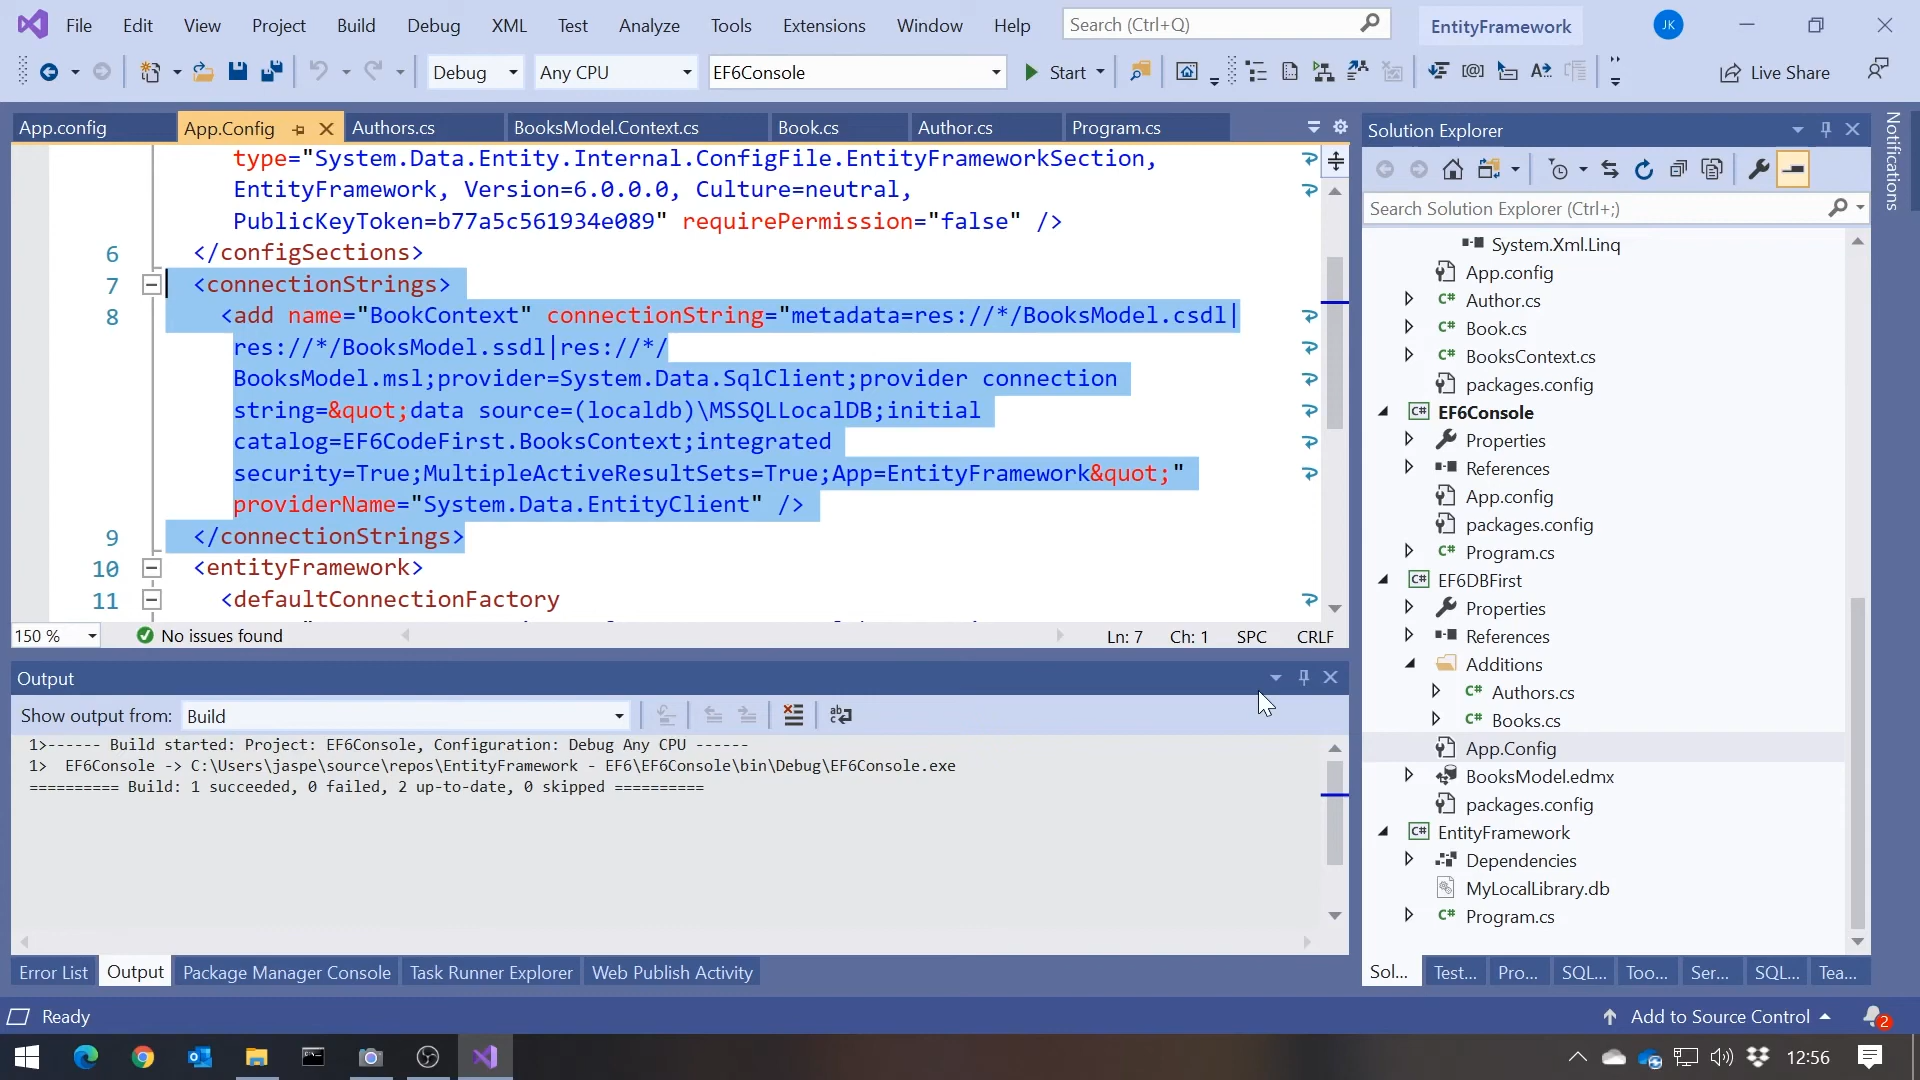 File Edit View Project Build Debug XML Test Analyze Tools Extensions Window Help Search (Ctrl+Q) EntityFramework JK
Debug Any CPU EF6Console Start Live Share
App.config App.Config Authors.cs BooksModel.Context.cs Book.cs Author.cs Program.cs
type="System.Data.Entity.Internal.ConfigFile.EntityFrameworkSection,
EntityFramework, Version=6.0.0.0, Culture=neutral,
PublicKeyToken=b77a5c561934e089" requirePermission="false" />
6 </configSections>
7 <connectionStrings>
8 <add name="BookContext" connectionString="metadata=res://*/BooksModel.csdl|
res://*/BooksModel.ssdl|res://*/
BooksModel.msl;provider=System.Data.SqlClient;provider connection
string=&quot;data source=(localdb)\MSSQLLocalDB;initial
catalog=EF6CodeFirst.BooksContext;integrated
security=True;MultipleActiveResultSets=True;App=EntityFramework&quot;"
providerName="System.Data.EntityClient" />
9 </connectionStrings>
10 <entityFramework>
11 <defaultConnectionFactory
150 % No issues found Ln: 7 Ch: 1 SPC CRLF
Output
Show output from: Build
1>------ Build started: Project: EF6Console, Configuration: Debug Any CPU ------
1>  EF6Console -> C:\Users\jaspe\source\repos\EntityFramework - EF6\EF6Console\bin\Debug\EF6Console.exe
========== Build: 1 succeeded, 0 failed, 2 up-to-date, 0 skipped ==========
Error List Output Package Manager Console Task Runner Explorer Web Publish Activity
Solution Explorer
Search Solution Explorer (Ctrl+;)
System.Xml.Linq
App.config
C# Author.cs
C# Book.cs
C# BooksContext.cs
packages.config
C# EF6Console
Properties
References
App.config
packages.config
C# Program.cs
C# EF6DBFirst
Properties
References
Additions
C# Authors.cs
C# Books.cs
App.Config
BooksModel.edmx
packages.config
C# EntityFramework
Dependencies
MyLocalLibrary.db
C# Program.cs
Sol... Test... Pro... SQL... Too... Ser... SQL... Tea...
Notifications
Ready Add to Source Control 2
12:56